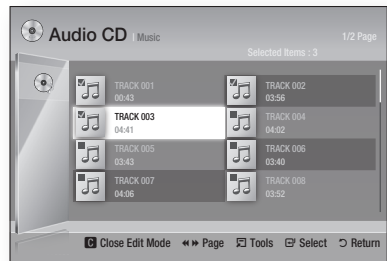 Audio CD | Music
1/2 Page
Selected Items : 3
TRACK 001
00:43
TRACK 002
03:56
TRACK 003
04:41
TRACK 004
04:02
TRACK 005
03:43
TRACK 006
03:40
TRACK 007
04:06
TRACK 008
03:52
C Close Edit Mode Page Tools Select Return